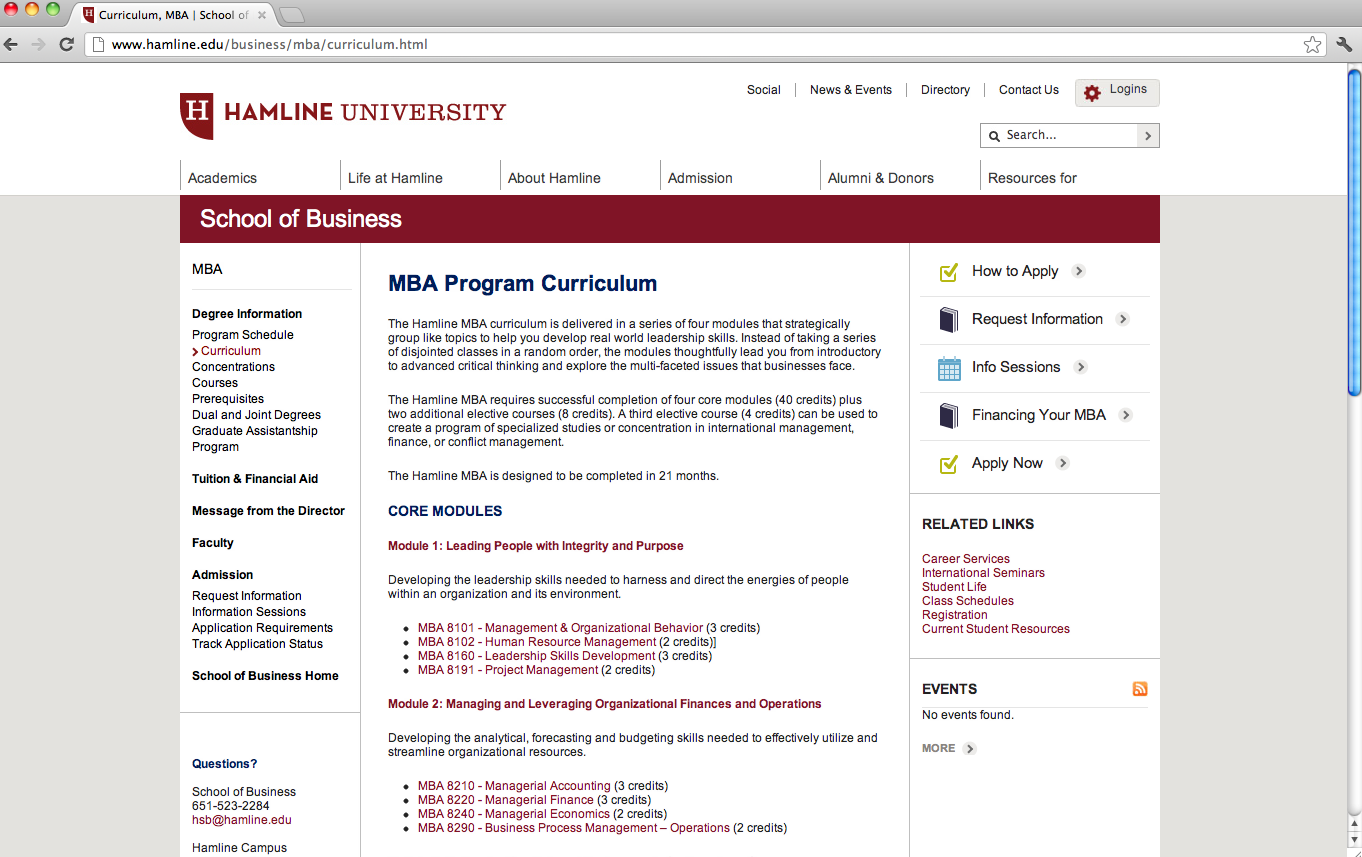 Curriculum, MBA | School of
www.hamline.edu/business/mba/curriculum.html
Social
News & Events
Directory
Contact Us
Logins
H HAMLINE UNIVERSITY
Search...
Academics
Life at Hamline
About Hamline
Admission
Alumni & Donors
Resources for
School of Business
MBA
Degree Information
Program Schedule
Curriculum
Concentrations
Courses
Prerequisites
Dual and Joint Degrees
Graduate Assistantship
Program
Tuition & Financial Aid
Message from the Director
Faculty
Admission
Request Information
Information Sessions
Application Requirements
Track Application Status
School of Business Home
Questions?
School of Business
651-523-2284
hsb@hamline.edu
Hamline Campus
MBA Program Curriculum
The Hamline MBA curriculum is delivered in a series of four modules that strategically
group like topics to help you develop real world leadership skills. Instead of taking a series
of disjointed classes in a random order, the modules thoughtfully lead you from introductory
to advanced critical thinking and explore the multi-faceted issues that businesses face.
The Hamline MBA requires successful completion of four core modules (40 credits) plus
two additional elective courses (8 credits). A third elective course (4 credits) can be used to
create a program of specialized studies or concentration in international management,
finance, or conflict management.
The Hamline MBA is designed to be completed in 21 months.
CORE MODULES
Module 1: Leading People with Integrity and Purpose
Developing the leadership skills needed to harness and direct the energies of people
within an organization and its environment.
MBA 8101 - Management & Organizational Behavior (3 credits)
MBA 8102 - Human Resource Management (2 credits)]
MBA 8160 - Leadership Skills Development (3 credits)
MBA 8191 - Project Management (2 credits)
Module 2: Managing and Leveraging Organizational Finances and Operations
Developing the analytical, forecasting and budgeting skills needed to effectively utilize and
streamline organizational resources.
MBA 8210 - Managerial Accounting (3 credits)
MBA 8220 - Managerial Finance (3 credits)
MBA 8240 - Managerial Economics (2 credits)
MBA 8290 - Business Process Management – Operations (2 credits)
How to Apply
Request Information
Info Sessions
Financing Your MBA
Apply Now
RELATED LINKS
Career Services
International Seminars
Student Life
Class Schedules
Registration
Current Student Resources
EVENTS
No events found.
MORE